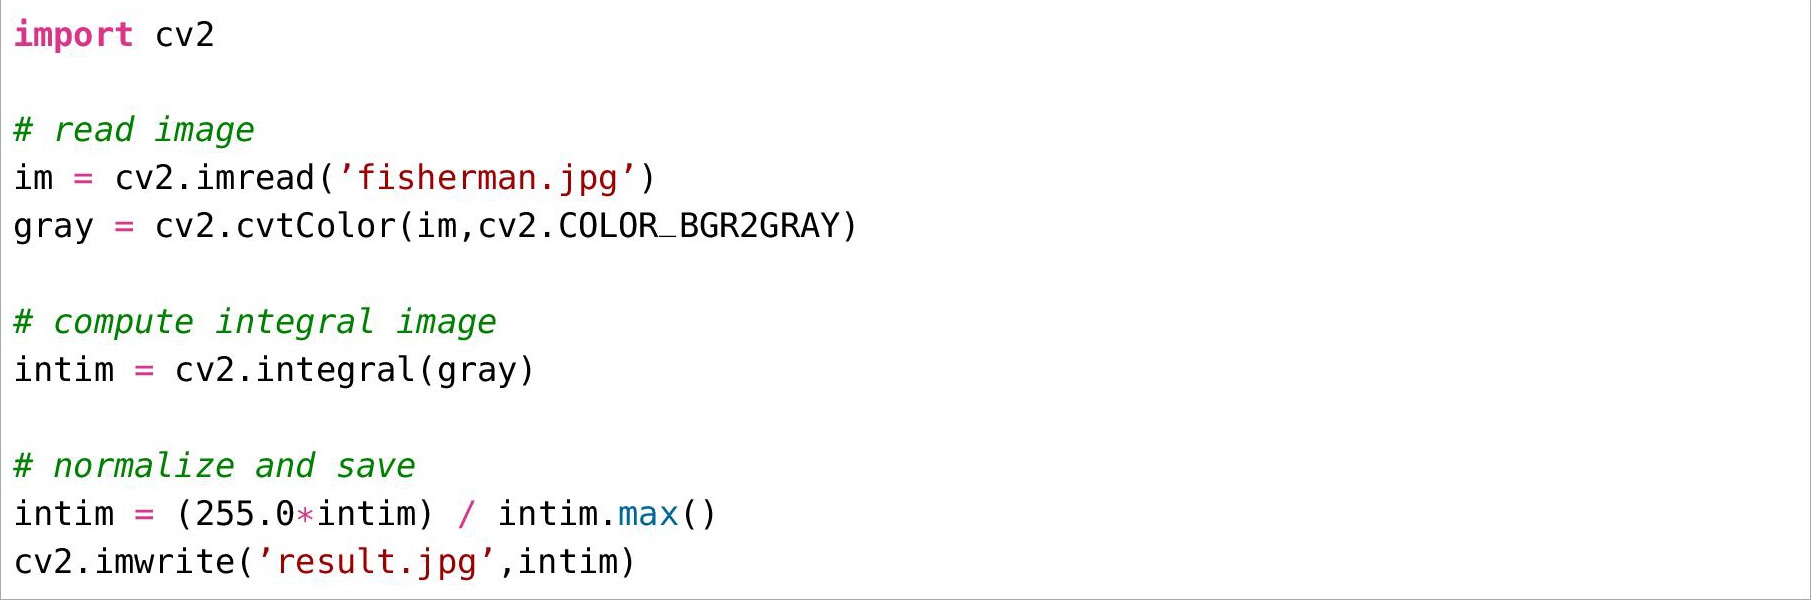 import cv2
# read image
im = cv2.imread(’fisherman.jpg’)
gray = cv2.cvtColor(im,cv2.COLOR_BGR2GRAY)
# compute integral image
intim = cv2.integral(gray)
# normalize and save
intim = (255.0*intim) / intim.max()
cv2.imwrite(’result.jpg’,intim)